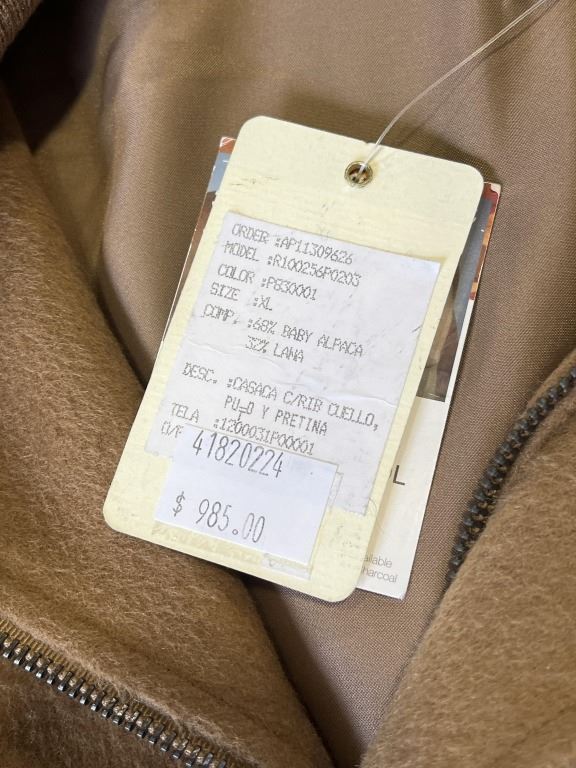 ORDER :AP11309626
MODEL :R100256P0203
COLOR :PB30001
SIZE :XL
COMP. :68% BABY ALPACA
32% LANA
DESC. :CASACA C/RIB CUELLO,
PU_O Y PRETINA
TELA :1200031P00001
O/F
41820224
$ 985.00
L
ailable
harcoal